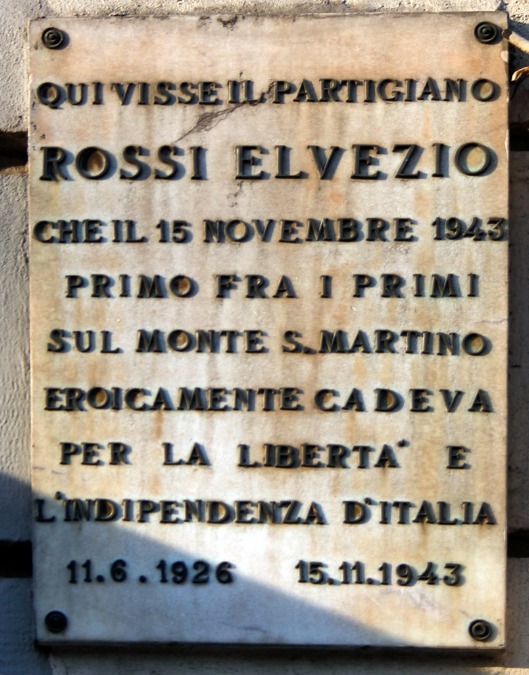 QUI VISSE IL PARTIGIANO
ROSSI ELVEZIO
CHE IL 15 NOVEMBRE 1943
PRIMO FRA I PRIMI
SUL MONTE S. MARTINO
EROICAMENTE CADEVA
PER LA LIBERTA' E
L'INDIPENDENZA D'ITALIA
11.6.1926 15.11.1943